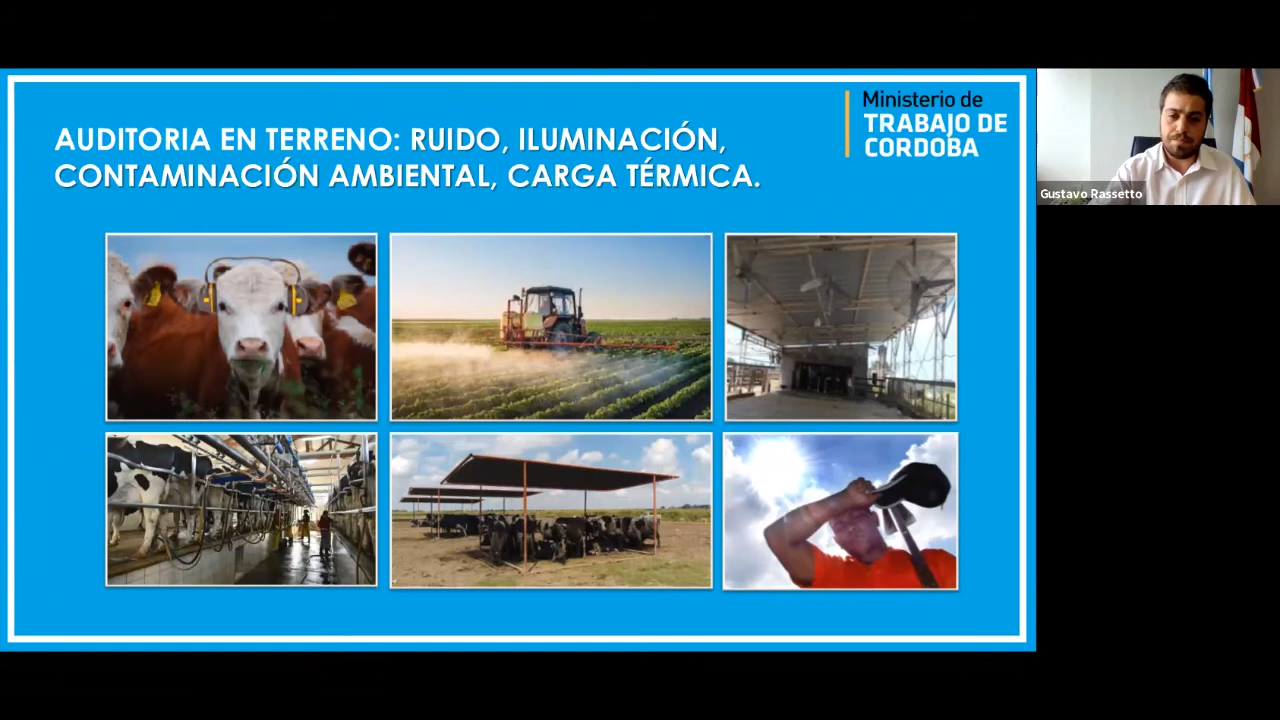 AUDITORIA EN TERRENO: RUIDO, ILUMINACIÓN,
CONTAMINACIÓN AMBIENTAL, CARGA TÉRMICA.
Ministerio de
TRABAJO DE
CORDOBA
Gustavo Rassetto